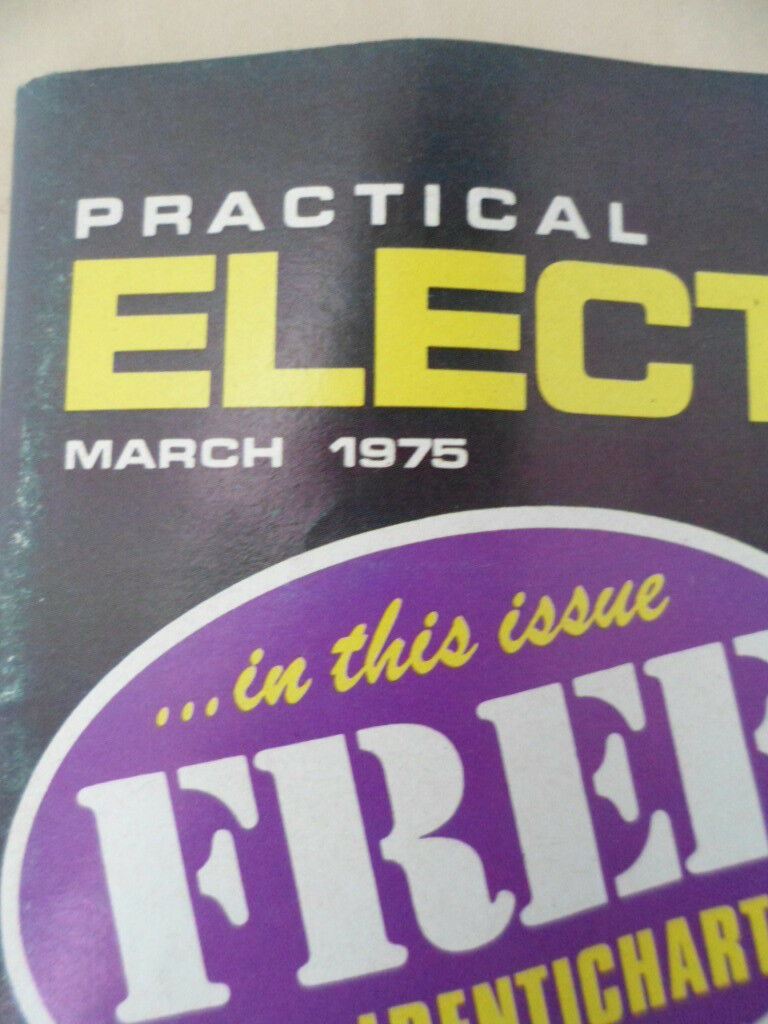 PRACTICAL
ELECT
MARCH 1975
...in this issue
FREE